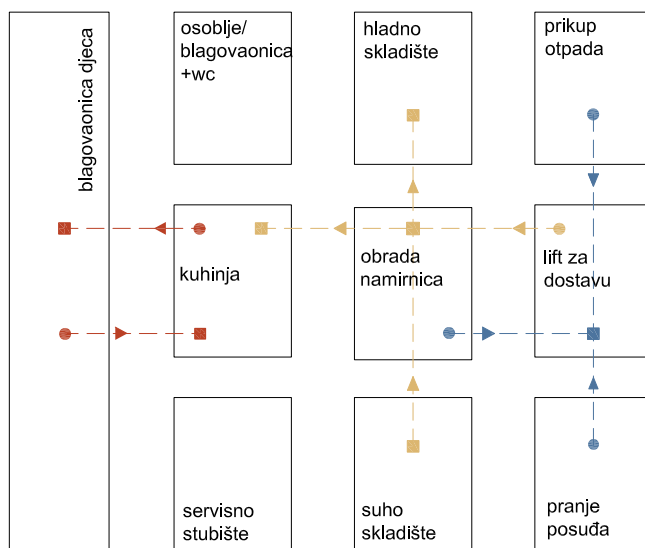 blagovaonica djeca
osoblje/
blagovaonica
+wc
hladno
skladište
prikup
otpada
kuhinja
obrada
namirnica
lift za
dostavu
servisno
stubište
suho
skladište
pranje
posuđa